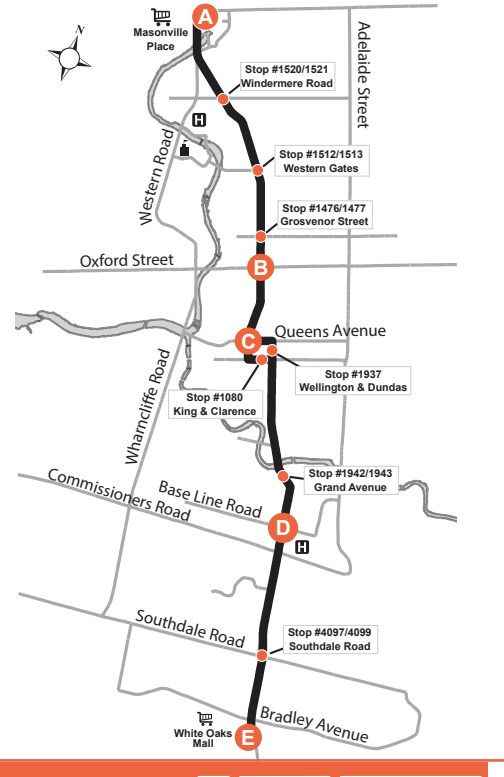 A
Masonville
Place
N
Adelaide Street
Stop #1520/1521
Windermere Road
H
Western Road
Stop #1512/1513
Western Gates
Stop #1476/1477
Grosvenor Street
Oxford Street
B
C
Queens Avenue
Stop #1937
Wellington & Dundas
Stop #1080
King & Clarence
Wharncliffe Road
Stop #1942/1943
Grand Avenue
Commissioners Road
Base Line Road
D
H
Southdale Road
Stop #4097/4099
Southdale Road
Bradley Avenue
White Oaks
Mall
E